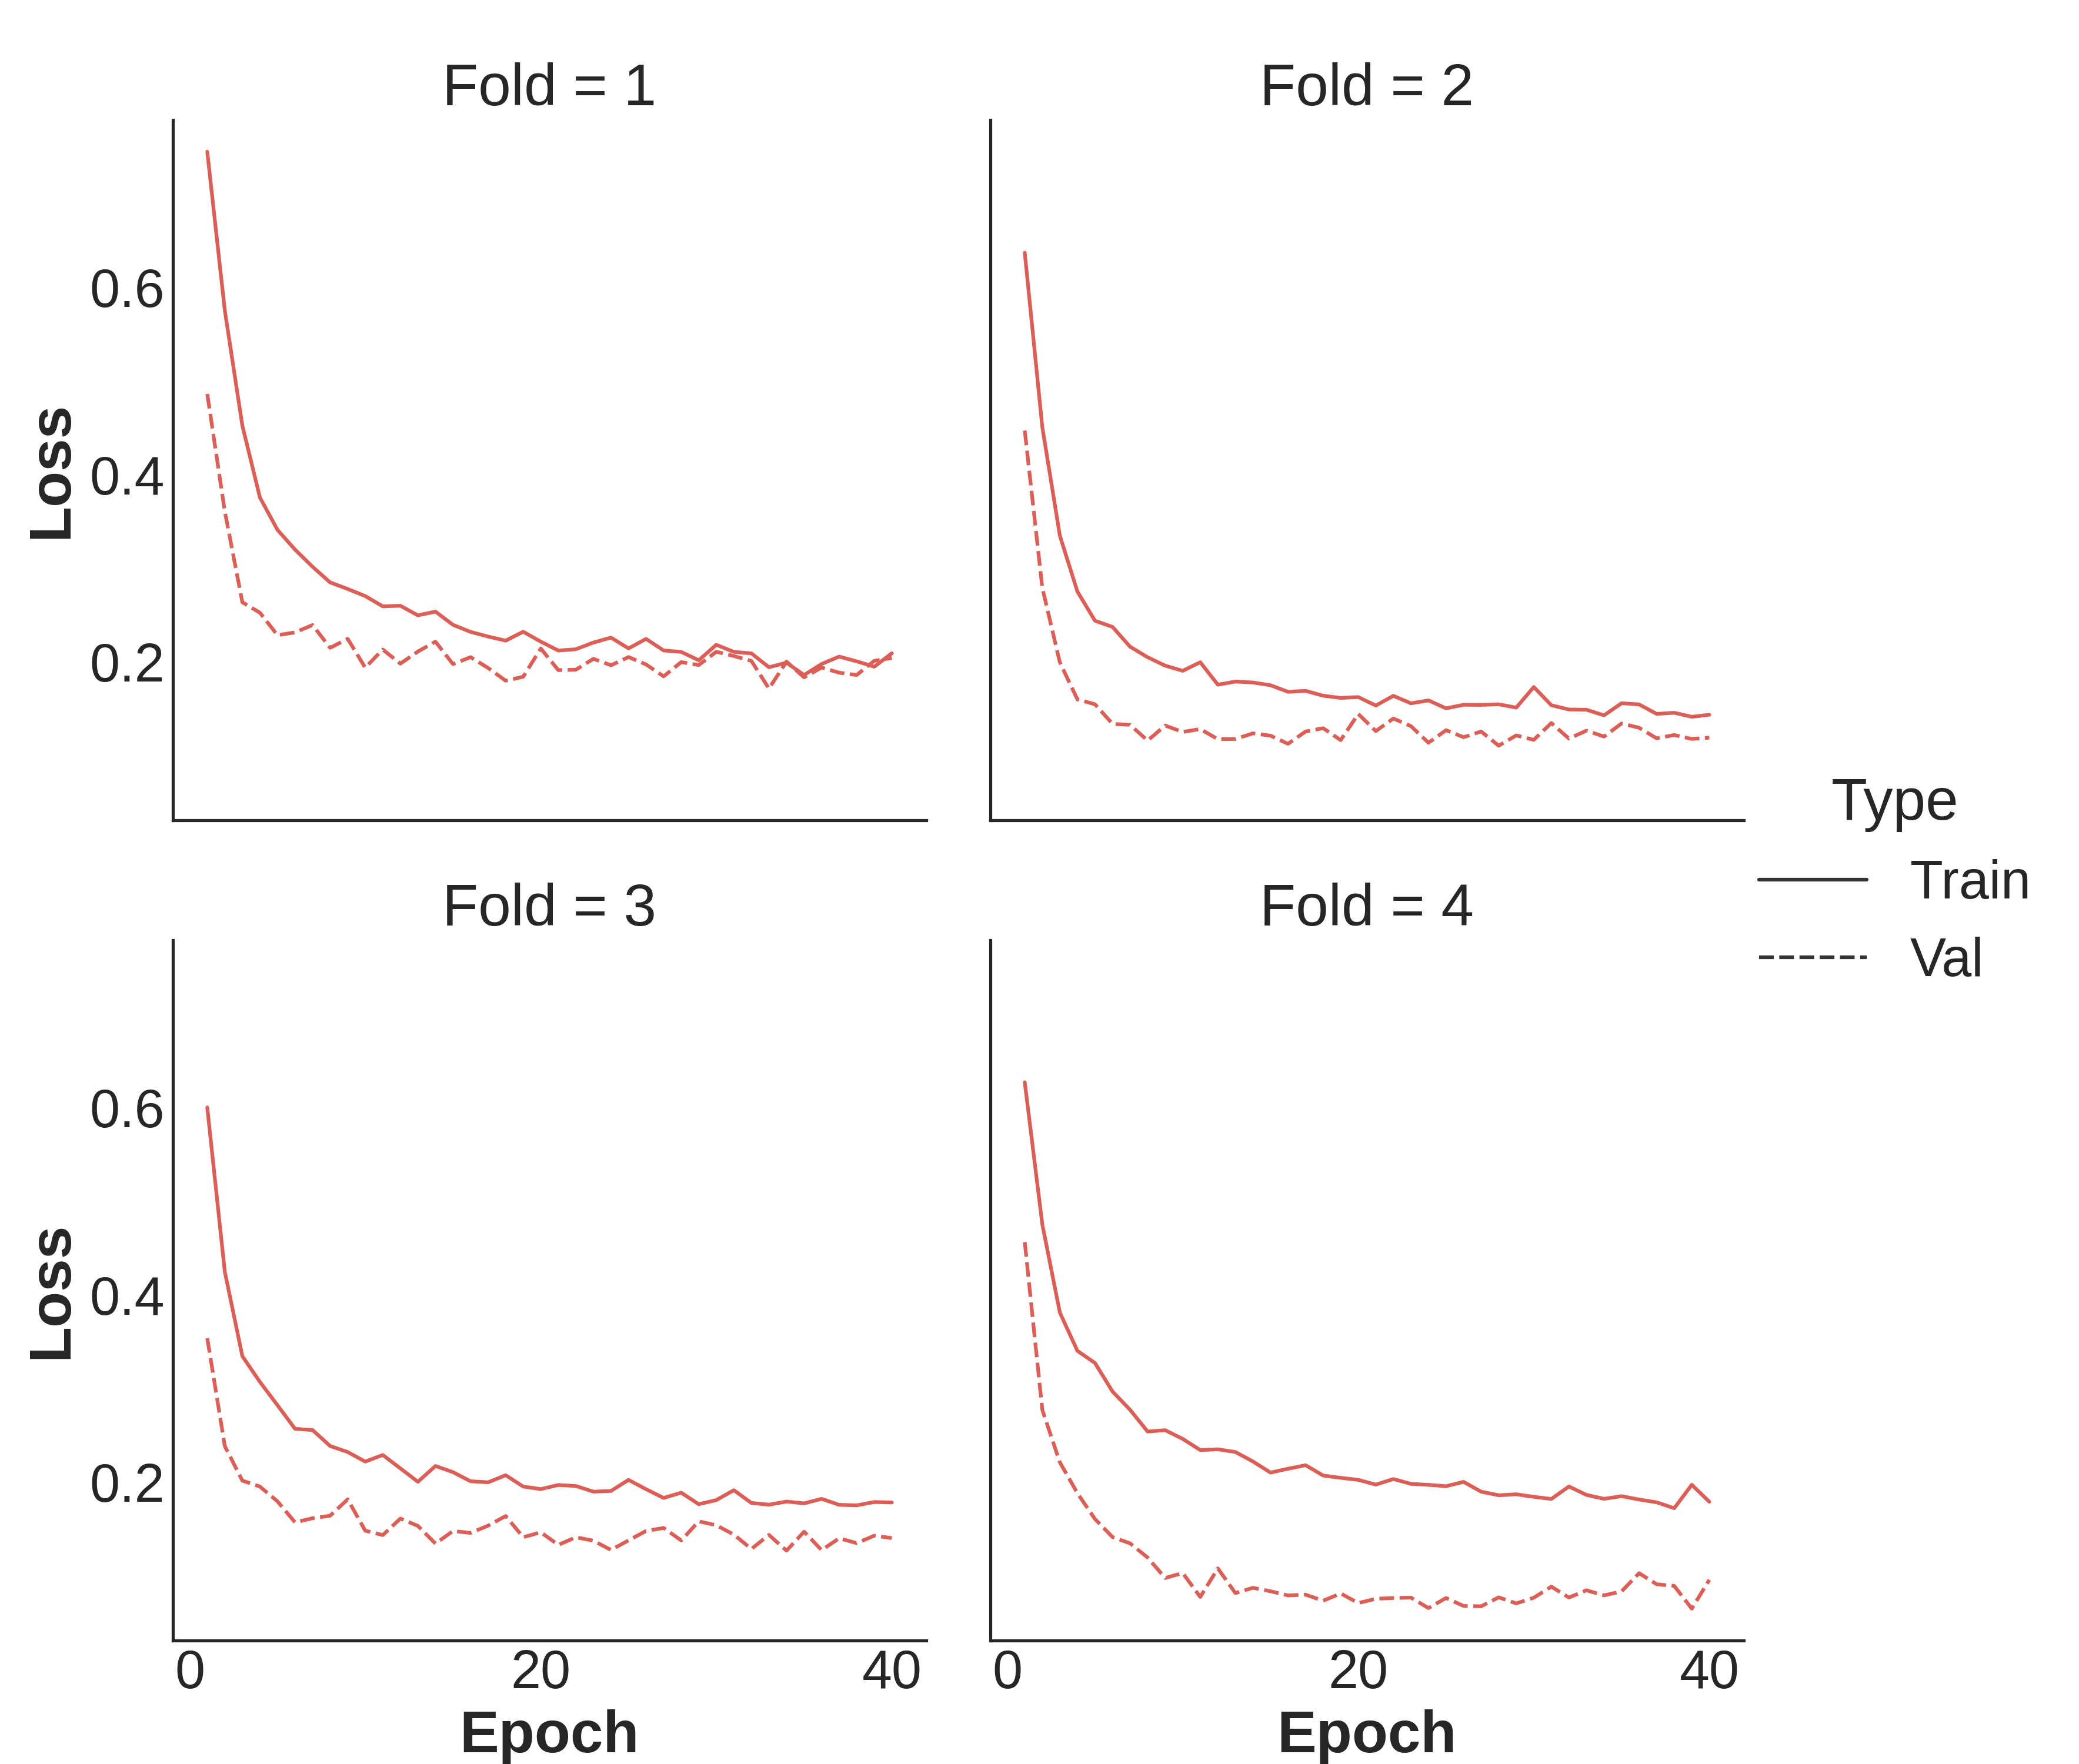 Fold = 1
Fold = 2
Loss
0.6
0.4
0.2
Type
Train
Val
Fold = 3
Fold = 4
Loss
0.6
0.4
0.2
0
20
40
0
20
40
Epoch
Epoch